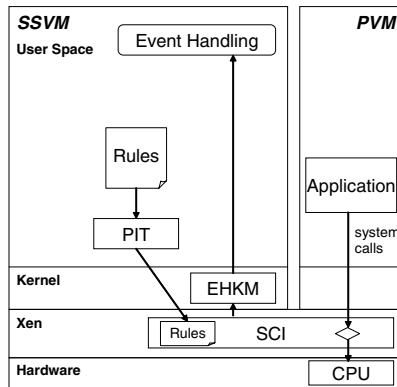 SSVM
PVM
User Space
Event Handling
Rules
Application
PIT
system
calls
Kernel
EHKM
Xen
Rules
SCI
Hardware
CPU